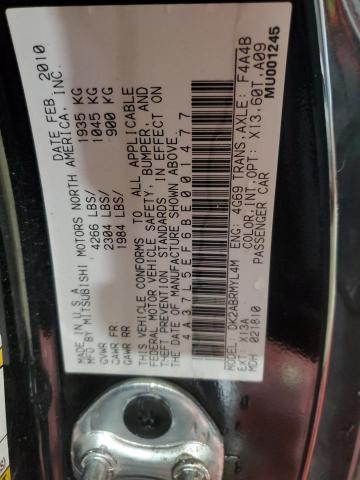 MADE IN U.S.A. DATE FEB 2010
MFD BY MITSUBISHI MOTORS NORTH AMERICA, INC.
GVWR 4266 LBS/ 1935 KG
GAWR FR 2304 LBS/ 1045 KG
GAWR RR 1984 LBS/ 900 KG
THIS VEHICLE CONFORMS TO ALL APPLICABLE
FEDERAL MOTOR VEHICLE SAFETY, BUMPER, AND
THEFT PREVENTION STANDARDS IN EFFECT ON
THE DATE OF MANUFACTURE SHOWN ABOVE.
4A37L5EF6BE001477
MODEL: DK2ABRMYL4M ENG: 4G69 TRANS, AXLE: F4A4B
EXT: X13A COLOR, INT, OPT: X13, 60T, A09
MDH 021810 PASSENGER CAR
MU001245